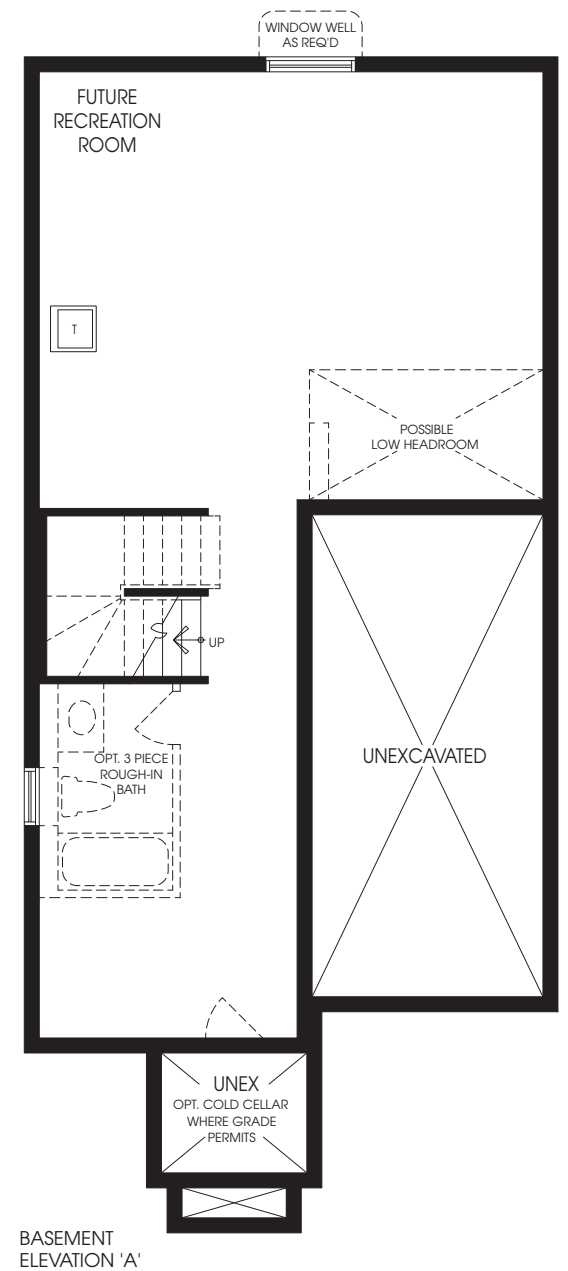 WINDOW WELL
AS REQ'D
FUTURE
RECREATION
ROOM
T
POSSIBLE
LOW HEADROOM
UP
OPT. 3 PIECE
ROUGH-IN
BATH
UNEXCAVATED
UNEX
OPT. COLD CELLAR
WHERE GRADE
PERMITS
BASEMENT
ELEVATION 'A'